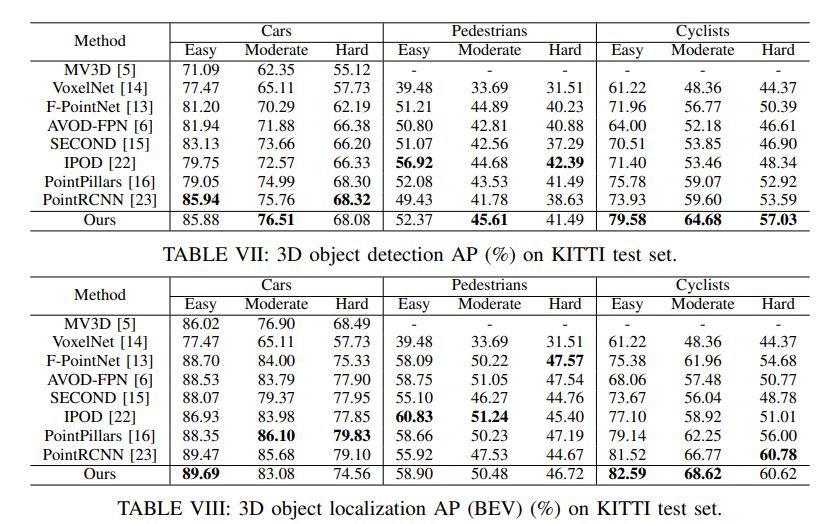 Method Cars Pedestrians Cyclists
Easy Moderate Hard Easy Moderate Hard Easy Moderate Hard
MV3D [5] 71.09 62.35 55.12 - - - - - -
VoxelNet [14] 77.47 65.11 57.73 39.48 33.69 31.51 61.22 48.36 44.37
F-PointNet [13] 81.20 70.29 62.19 51.21 44.89 40.23 71.96 56.77 50.39
AVOD-FPN [6] 81.94 71.88 66.38 50.80 42.81 40.88 64.00 52.18 46.61
SECOND [15] 83.13 73.66 66.20 51.07 42.56 37.29 70.51 53.85 46.90
IPOD [22] 79.75 72.57 66.33 56.92 44.68 42.39 71.40 53.46 48.34
PointPillars [16] 79.05 74.99 68.30 52.08 43.53 41.49 75.78 59.07 52.92
PointRCNN [23] 85.94 75.76 68.32 49.43 41.78 38.63 73.93 59.60 53.59
Ours 85.88 76.51 68.08 52.37 45.61 41.49 79.58 64.68 57.03
TABLE VII: 3D object detection AP (%) on KITTI test set.
Method Cars Pedestrians Cyclists
Easy Moderate Hard Easy Moderate Hard Easy Moderate Hard
MV3D [5] 86.02 76.90 68.49 - - - - - -
VoxelNet [14] 77.47 65.11 57.73 39.48 33.69 31.51 61.22 48.36 44.37
F-PointNet [13] 88.70 84.00 75.33 58.09 50.22 47.57 75.38 61.96 54.68
AVOD-FPN [6] 88.53 83.79 77.90 58.75 51.05 47.54 68.06 57.48 50.77
SECOND [15] 88.07 79.37 77.95 55.10 46.27 44.76 73.67 56.04 48.78
IPOD [22] 86.93 83.98 77.85 60.83 51.24 45.40 77.10 58.92 51.01
PointPillars [16] 88.35 86.10 79.83 58.66 50.23 47.19 79.14 62.25 56.00
PointRCNN [23] 89.47 85.68 79.10 55.92 47.53 44.67 81.52 66.77 60.78
Ours 89.69 83.08 74.56 58.90 50.48 46.72 82.59 68.62 60.62
TABLE VIII: 3D object localization AP (BEV) (%) on KITTI test set.